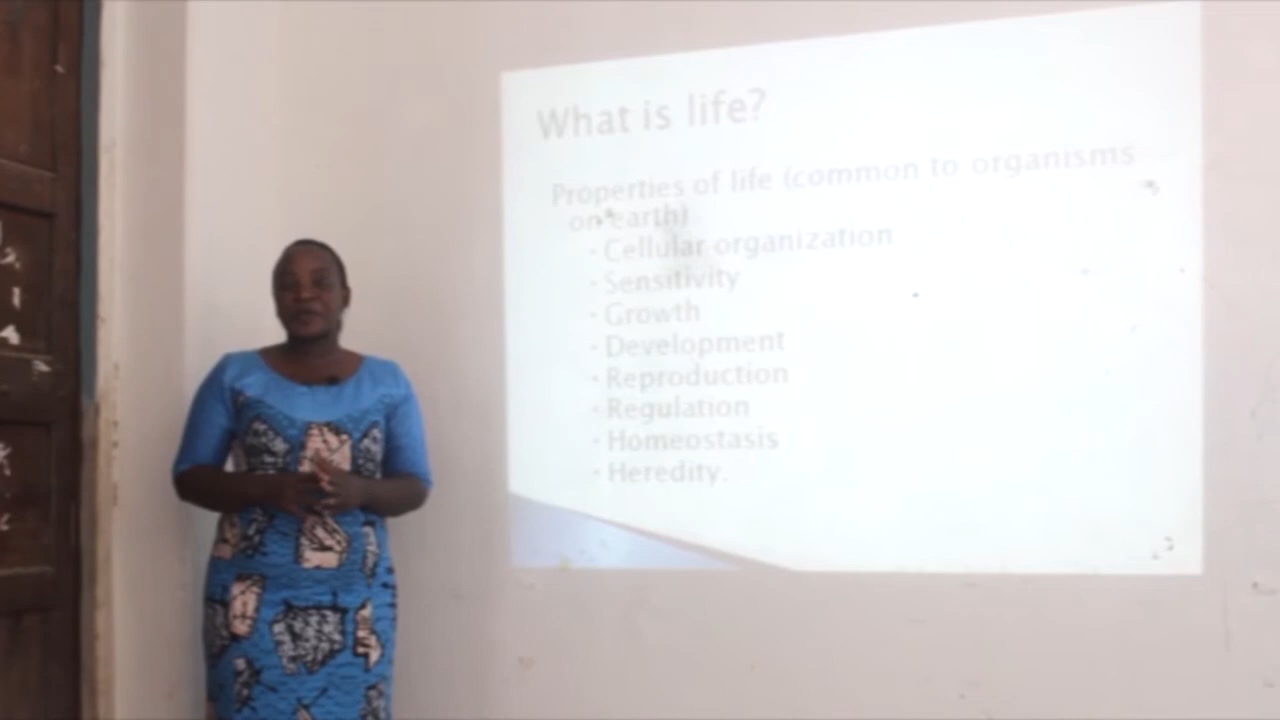 What is life?
Properties of life (common to organisms
on earth)
- Cellular organization
- Sensitivity
- Growth
- Development
- Reproduction
- Regulation
- Homeostasis
- Heredity.